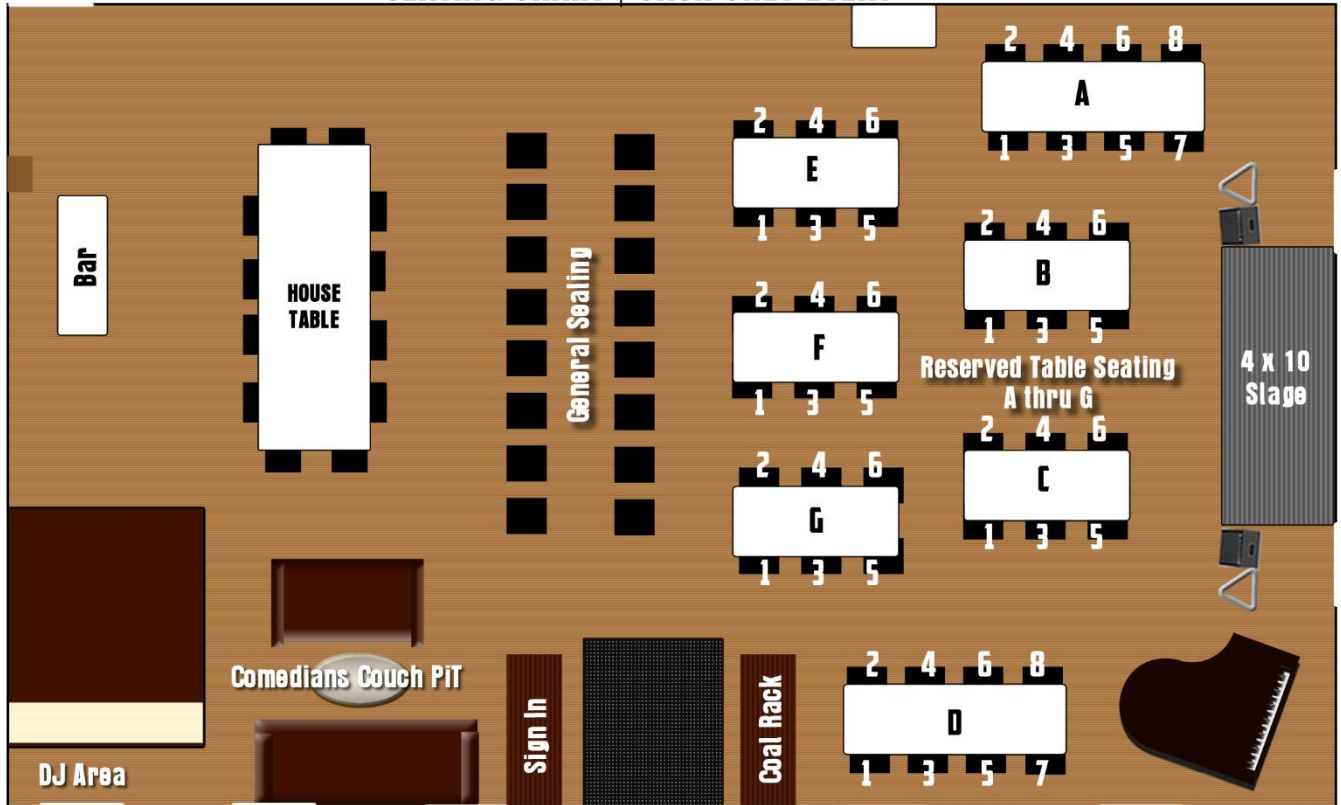 2 4 6 8
A
1 3 5 7
2 4 6
E
1 3 5
2 4 6
B
1 3 5
Bar
HOUSE
TABLE
General Seating
2 4 6
F
1 3 5
Reserved Table Seating
A thru G
4 x 10
Stage
2 4 6
C
1 3 5
2 4 6
G
1 3 5
Comedians Couch PiT
Sign In
Coat Rack
2 4 6 8
D
1 3 5 7
DJ Area